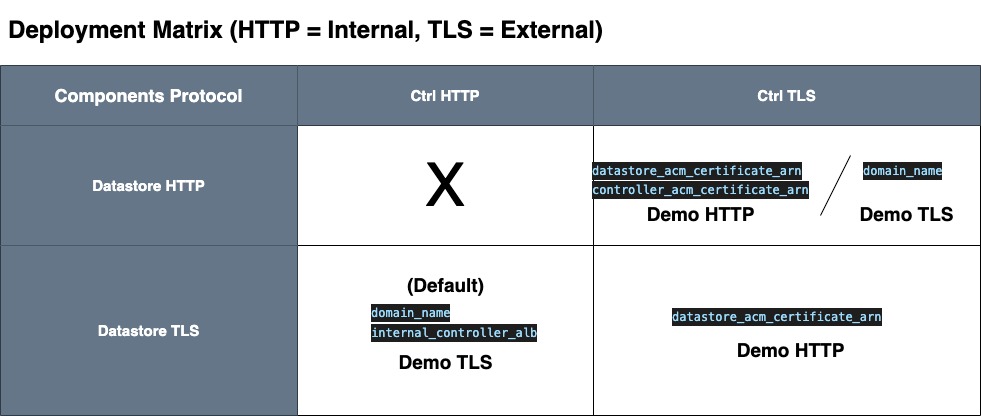 Deployment Matrix (HTTP = Internal, TLS = External)
Components Protocol
Ctrl HTTP
Ctrl TLS
Datastore HTTP
X
datastore_acm_certificate_arn
controller_acm_certificate_arn
Demo HTTP
/
domain_name
Demo TLS
Datastore TLS
(Default)
domain_name
internal_controller_alb
Demo TLS
datastore_acm_certificate_arn
Demo HTTP